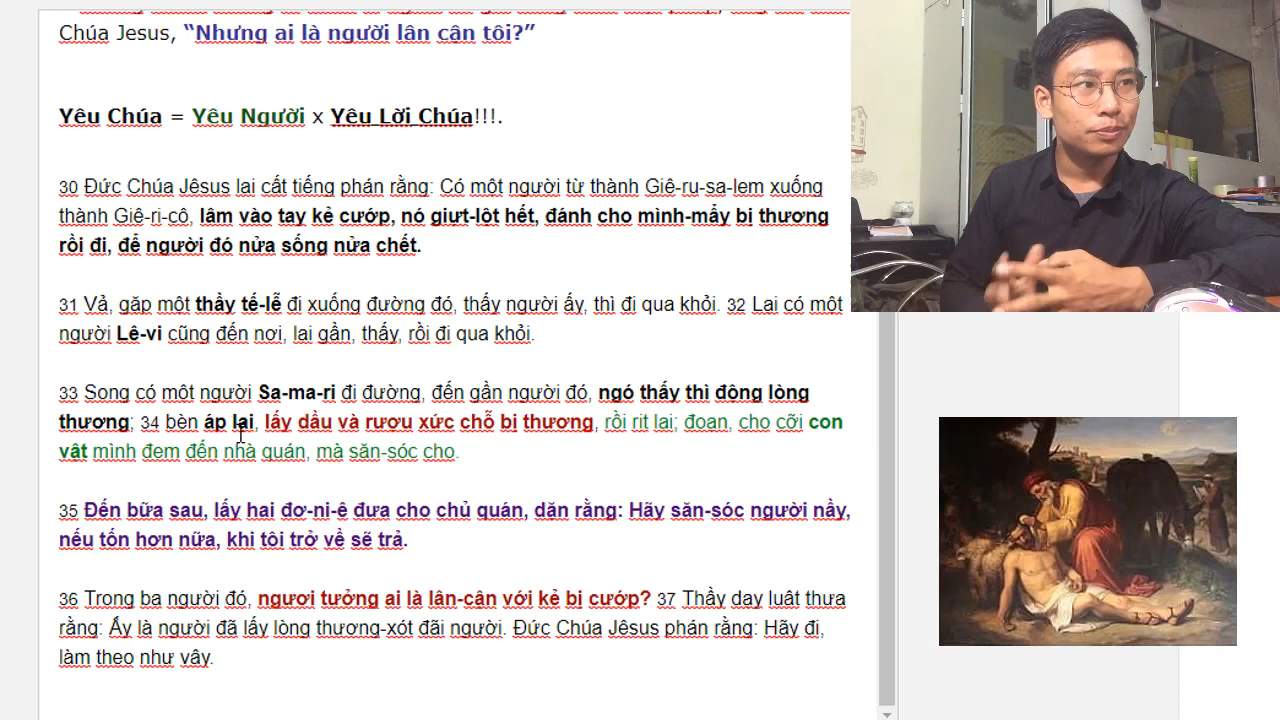 Chúa Jesus, “Nhưng ai là người lân cận tôi?”
Yêu Chúa = Yêu Người x Yêu Lời Chúa!!!.
30 Đức Chúa Jêsus lại cất tiếng phán rằng: Có một người từ thành Giê-ru-sa-lem xuống
thành Giê-ri-cô, lâm vào tay kẻ cướp, nó giựt-lột hết, đánh cho mình-mẩy bị thương
rồi đi, để người đó nửa sống nửa chết.
31 Vả, gặp một thầy tế-lễ đi xuống đường đó, thấy người ấy, thì đi qua khỏi. 32 Lại có một
người Lê-vi cũng đến nơi, lại gần, thấy, rồi đi qua khỏi.
33 Song có một người Sa-ma-ri đi đường, đến gần người đó, ngó thấy thì động lòng
thương; 34 bèn áp lại, lấy dầu và rượu xức chỗ bị thương, rồi rịt lại; đoạn, cho cỡi con
vật mình đem đến nhà quán, mà săn-sóc cho.
35 Đến bữa sau, lấy hai đơ-ni-ê đưa cho chủ quán, dặn rằng: Hãy săn-sóc người nầy,
nếu tốn hơn nữa, khi tôi trở về sẽ trả.
36 Trong ba người đó, ngươi tưởng ai là lân-cận với kẻ bị cướp? 37 Thầy dạy luật thưa
rằng: Ấy là người đã lấy lòng thương-xót đãi người. Đức Chúa Jêsus phán rằng: Hãy đi,
làm theo như vậy.